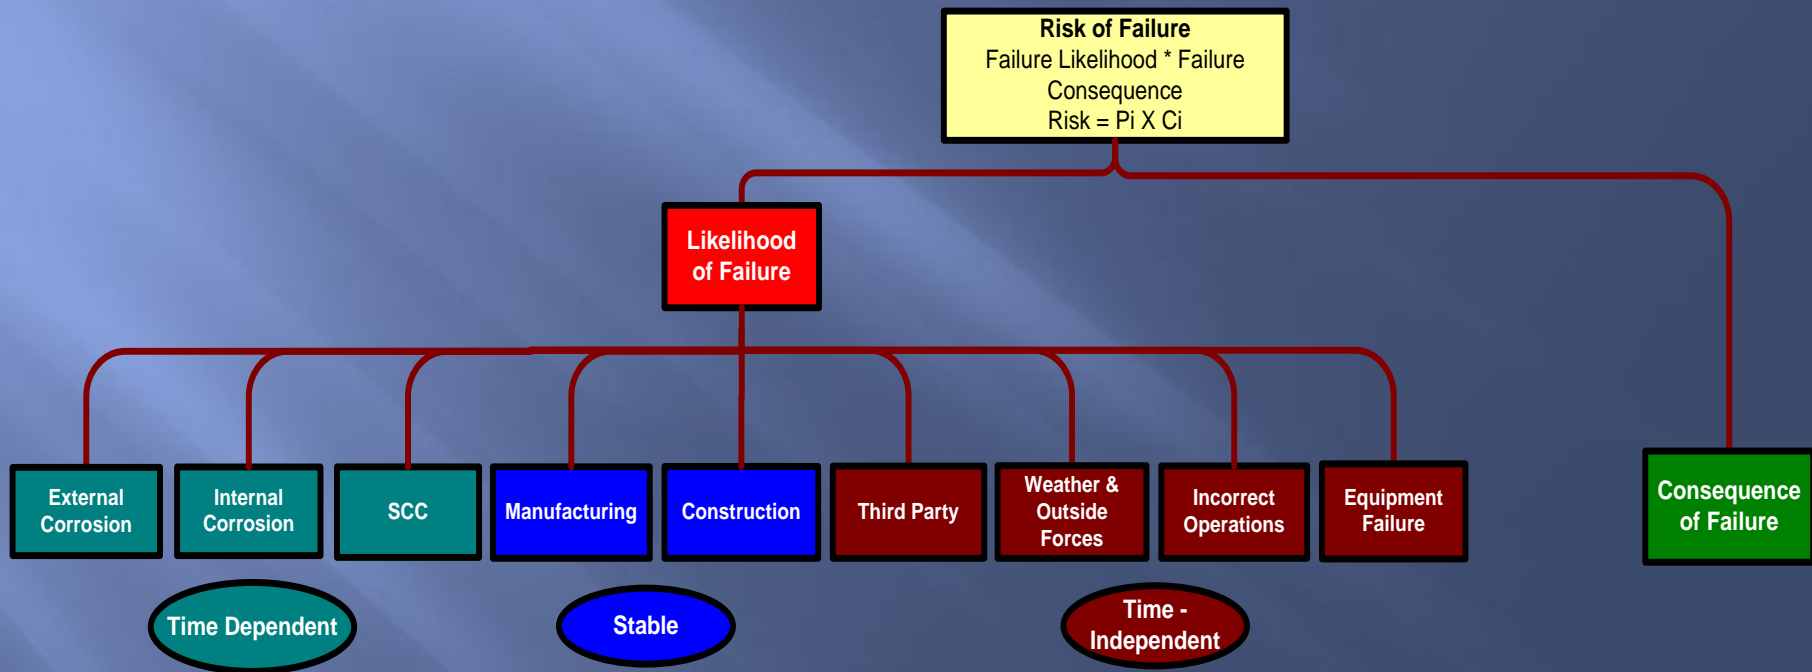 Risk of Failure
Failure Likelihood * Failure
Consequence
Risk = Pi X Ci
Likelihood
of Failure
External
Corrosion
Internal
Corrosion
SCC
Manufacturing
Construction
Third Party
Weather &
Outside
Forces
Incorrect
Operations
Equipment
Failure
Consequence
of Failure
Time Dependent
Stable
Time -
Independent